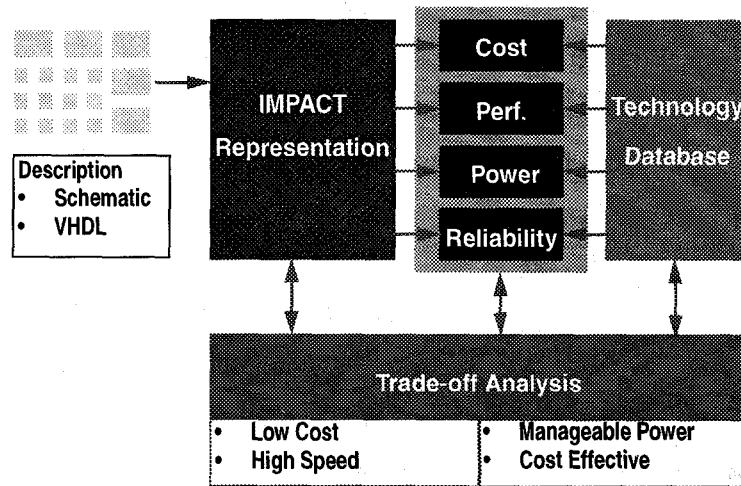 IMPACT
Representation
Cost
Perf.
Power
Reliability
Technology
Database
Description
• Schematic
• VHDL
Trade-off Analysis
• Low Cost
• High Speed
• Manageable Power
• Cost Effective